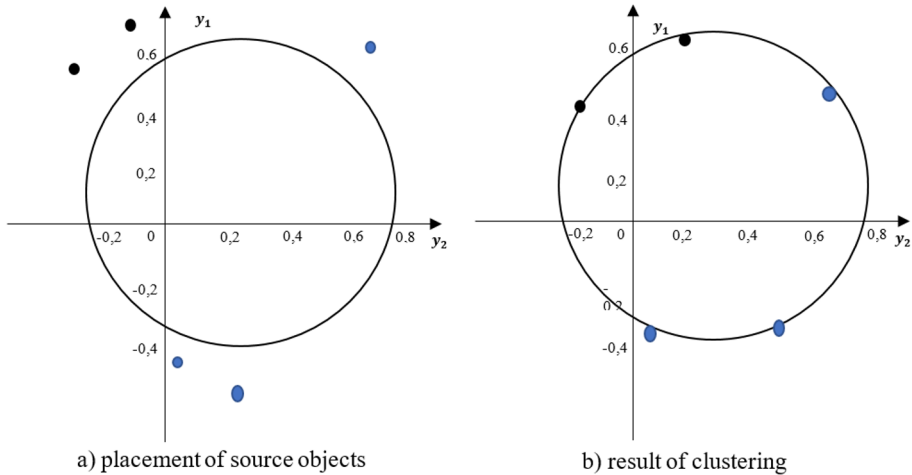 y₁
0.6
0,4
0,2
-0,2 0 0,2 0,4 0,6 0,8
y₂
-0,2
-0,4
a) placement of source objects
y₁
0.6
0,4
0,2
-0,2 0 0,2 0,4 0,6 0,8
y₂
-
0,2
-0,4
b) result of clustering